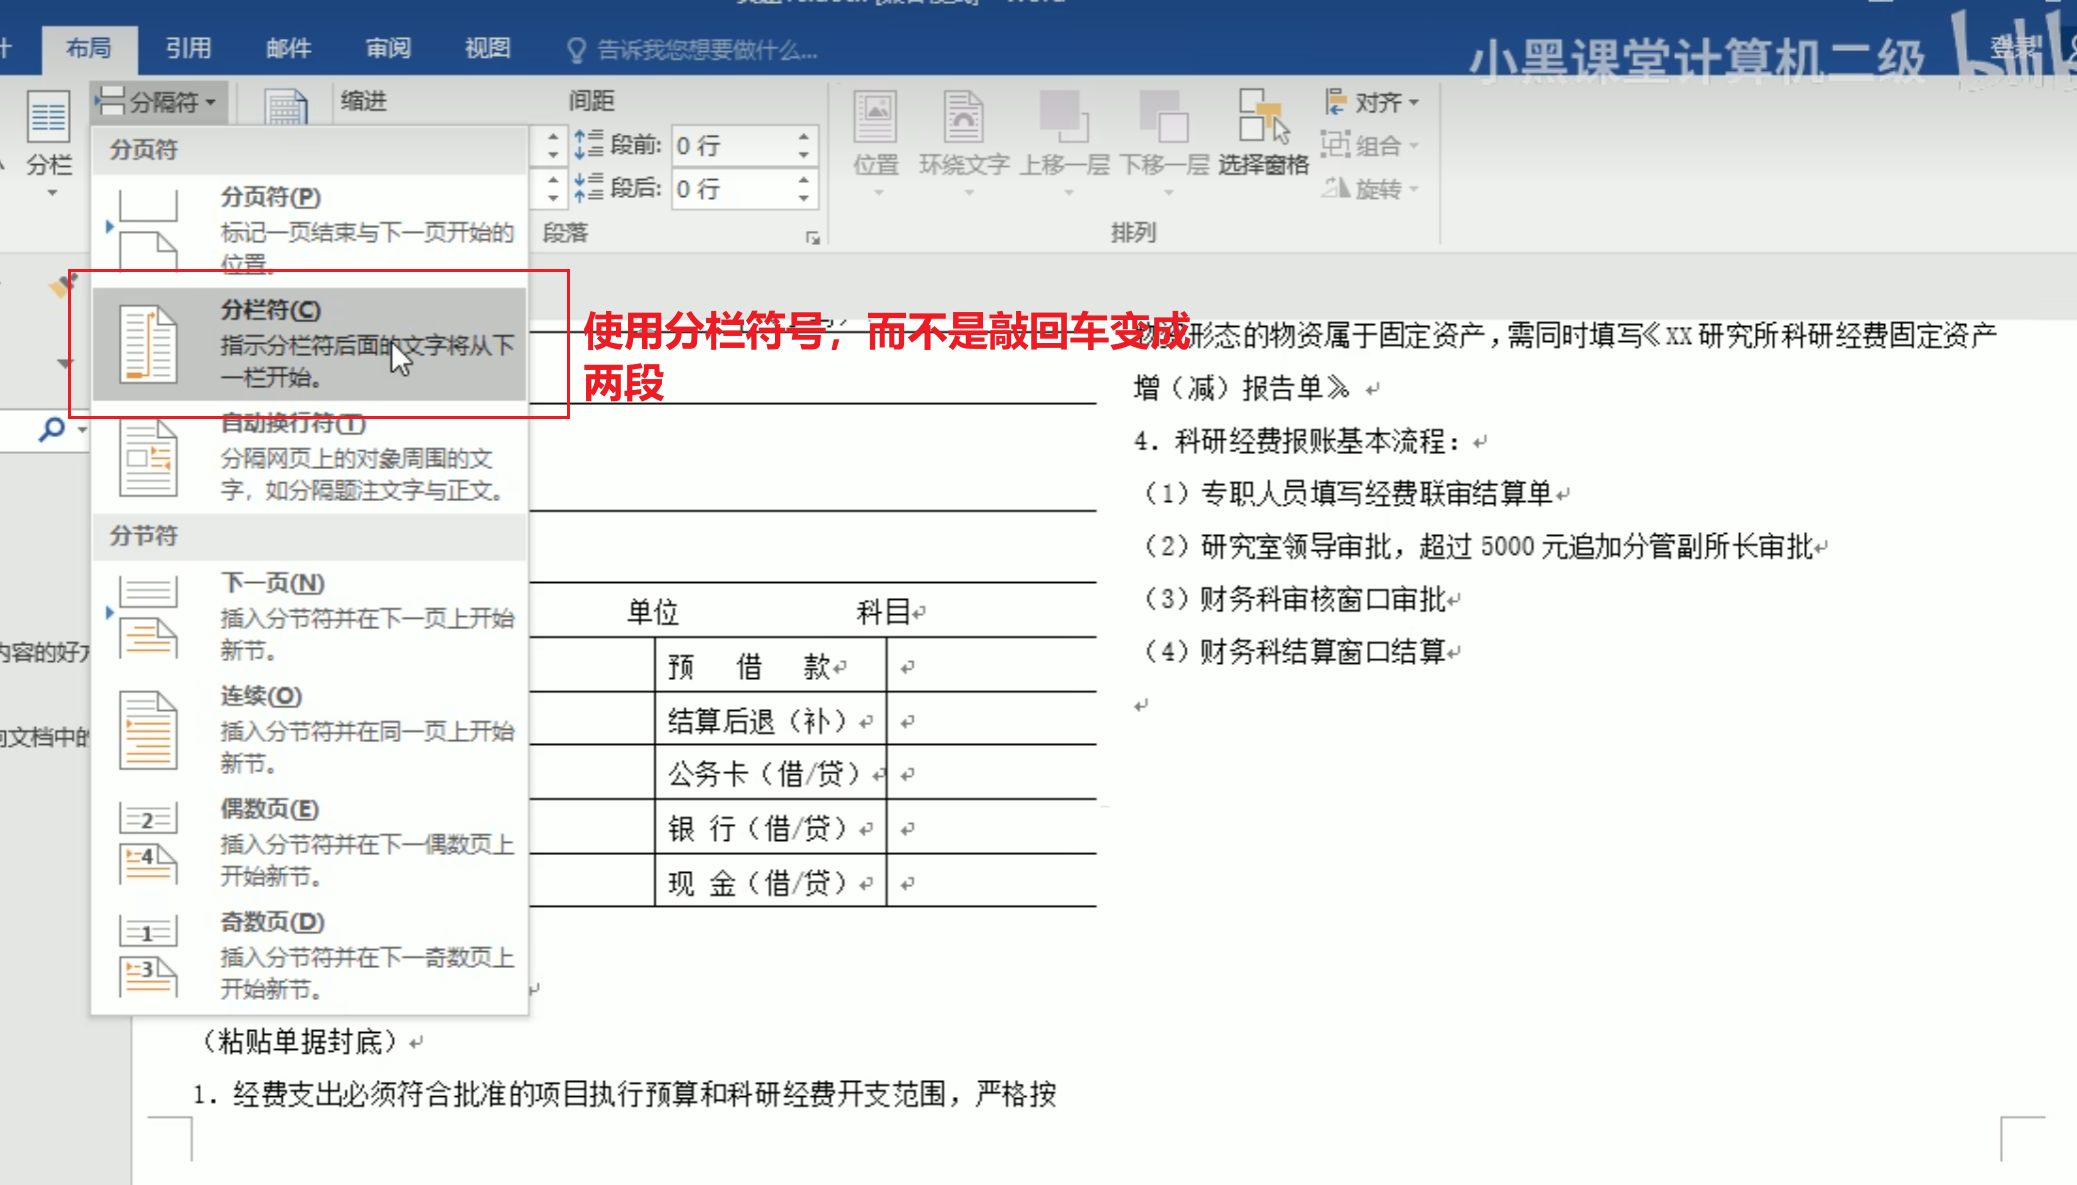 布局 引用 邮件 审阅 视图 告诉我您想要做什么...
小黑课堂计算机二级
登录
分隔符 缩进 间距
分栏
段前: 0 行
段后: 0 行
段落
位置 环绕文字 上移一层 下移一层 选择窗格
对齐
组合
旋转
排列
分页符
分页符(P)
标记一页结束与下一页开始的
位置。
分栏符(C)
指示分栏符后面的文字将从下
一栏开始。
自动换行符(T)
分隔网页上的对象周围的文
字，如分隔题注文字与正文。
分节符
下一页(N)
插入分节符并在下一页上开始
新节。
连续(O)
插入分节符并在同一页上开始
新节。
偶数页(E)
插入分节符并在下一偶数页上
开始新节。
奇数页(D)
插入分节符并在下一奇数页上
开始新节。
使用分栏符号，而不是敲回车变成
两段
内容的好
文档中的
单位 科目
预 借 款
结算后退（补）
公务卡（借/贷）
银 行（借/贷）
现 金（借/贷）
（粘贴单据封底）
1. 经费支出必须符合批准的项目执行预算和科研经费开支范围，严格按
形态的物资属于固定资产，需同时填写《XX 研究所科研经费固定资产
增（减）报告单》
4. 科研经费报账基本流程：
（1）专职人员填写经费联审结算单
（2）研究室领导审批，超过 5000 元追加分管副所长审批
（3）财务科审核窗口审批
（4）财务科结算窗口结算